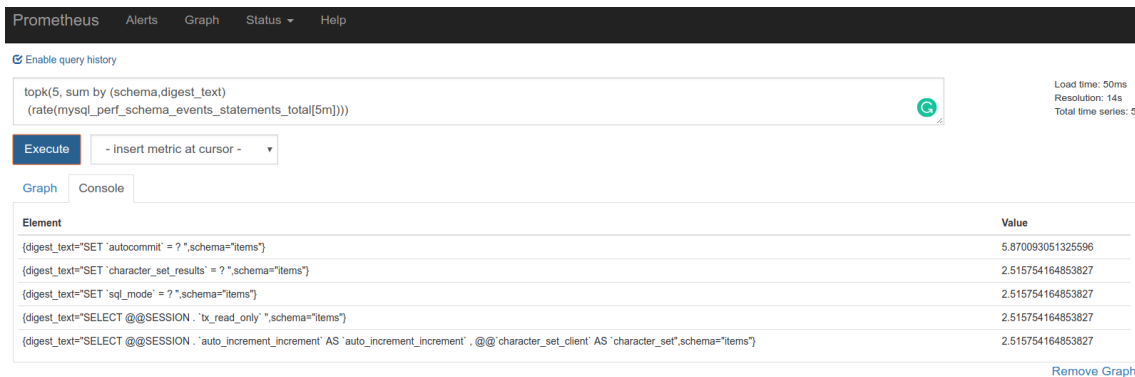 Prometheus Alerts Graph Status Help
Enable query history
topk(5, sum by (schema,digest_text)
(rate(mysql_perf_schema_events_statements_total[5m])))
Load time: 50ms
Resolution: 14s
Total time series: 5
Execute - insert metric at cursor -
Graph Console
Element Value
{digest_text="SET `autocommit` = ? ",schema="items"} 5.870093051325596
{digest_text="SET `character_set_results` = ? ",schema="items"} 2.515754164853827
{digest_text="SET `sql_mode` = ? ",schema="items"} 2.515754164853827
{digest_text="SELECT @@SESSION . `tx_read_only` ",schema="items"} 2.515754164853827
{digest_text="SELECT @@SESSION . `auto_increment_increment` AS `auto_increment_increment` , @@`character_set_client` AS `character_set",schema="items"} 2.515754164853827
Remove Graph